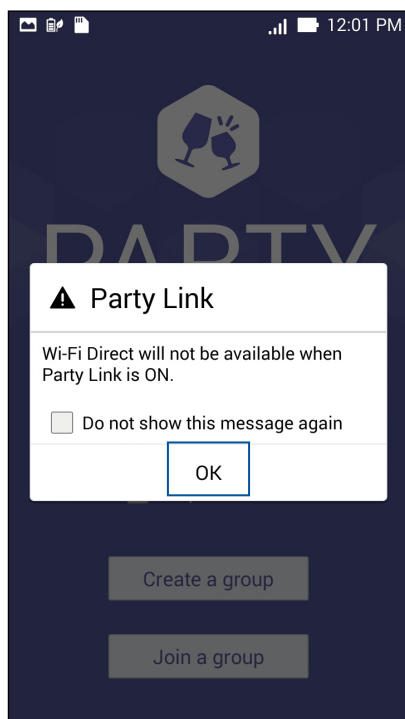 12:01 PM
PARTY
Party Link
Wi-Fi Direct will not be available when
Party Link is ON.
Do not show this message again
OK
Create a group
Join a group